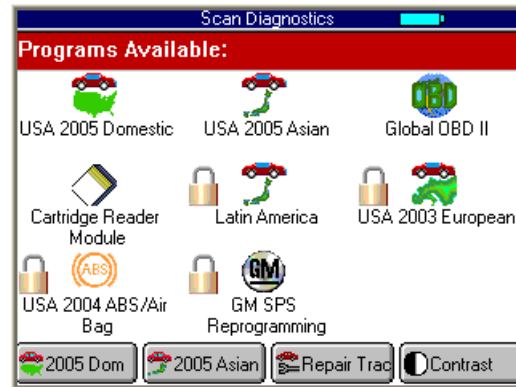 Scan Diagnostics
Programs Available:
USA 2005 Domestic
USA 2005 Asian
OBD
Global OBD II
Cartridge Reader
Module
Latin America
USA 2003 European
ABS
USA 2004 ABS/Air
Bag
GM
GM SPS
Reprogramming
2005 Dom
2005 Asian
Repair Trac
Contrast